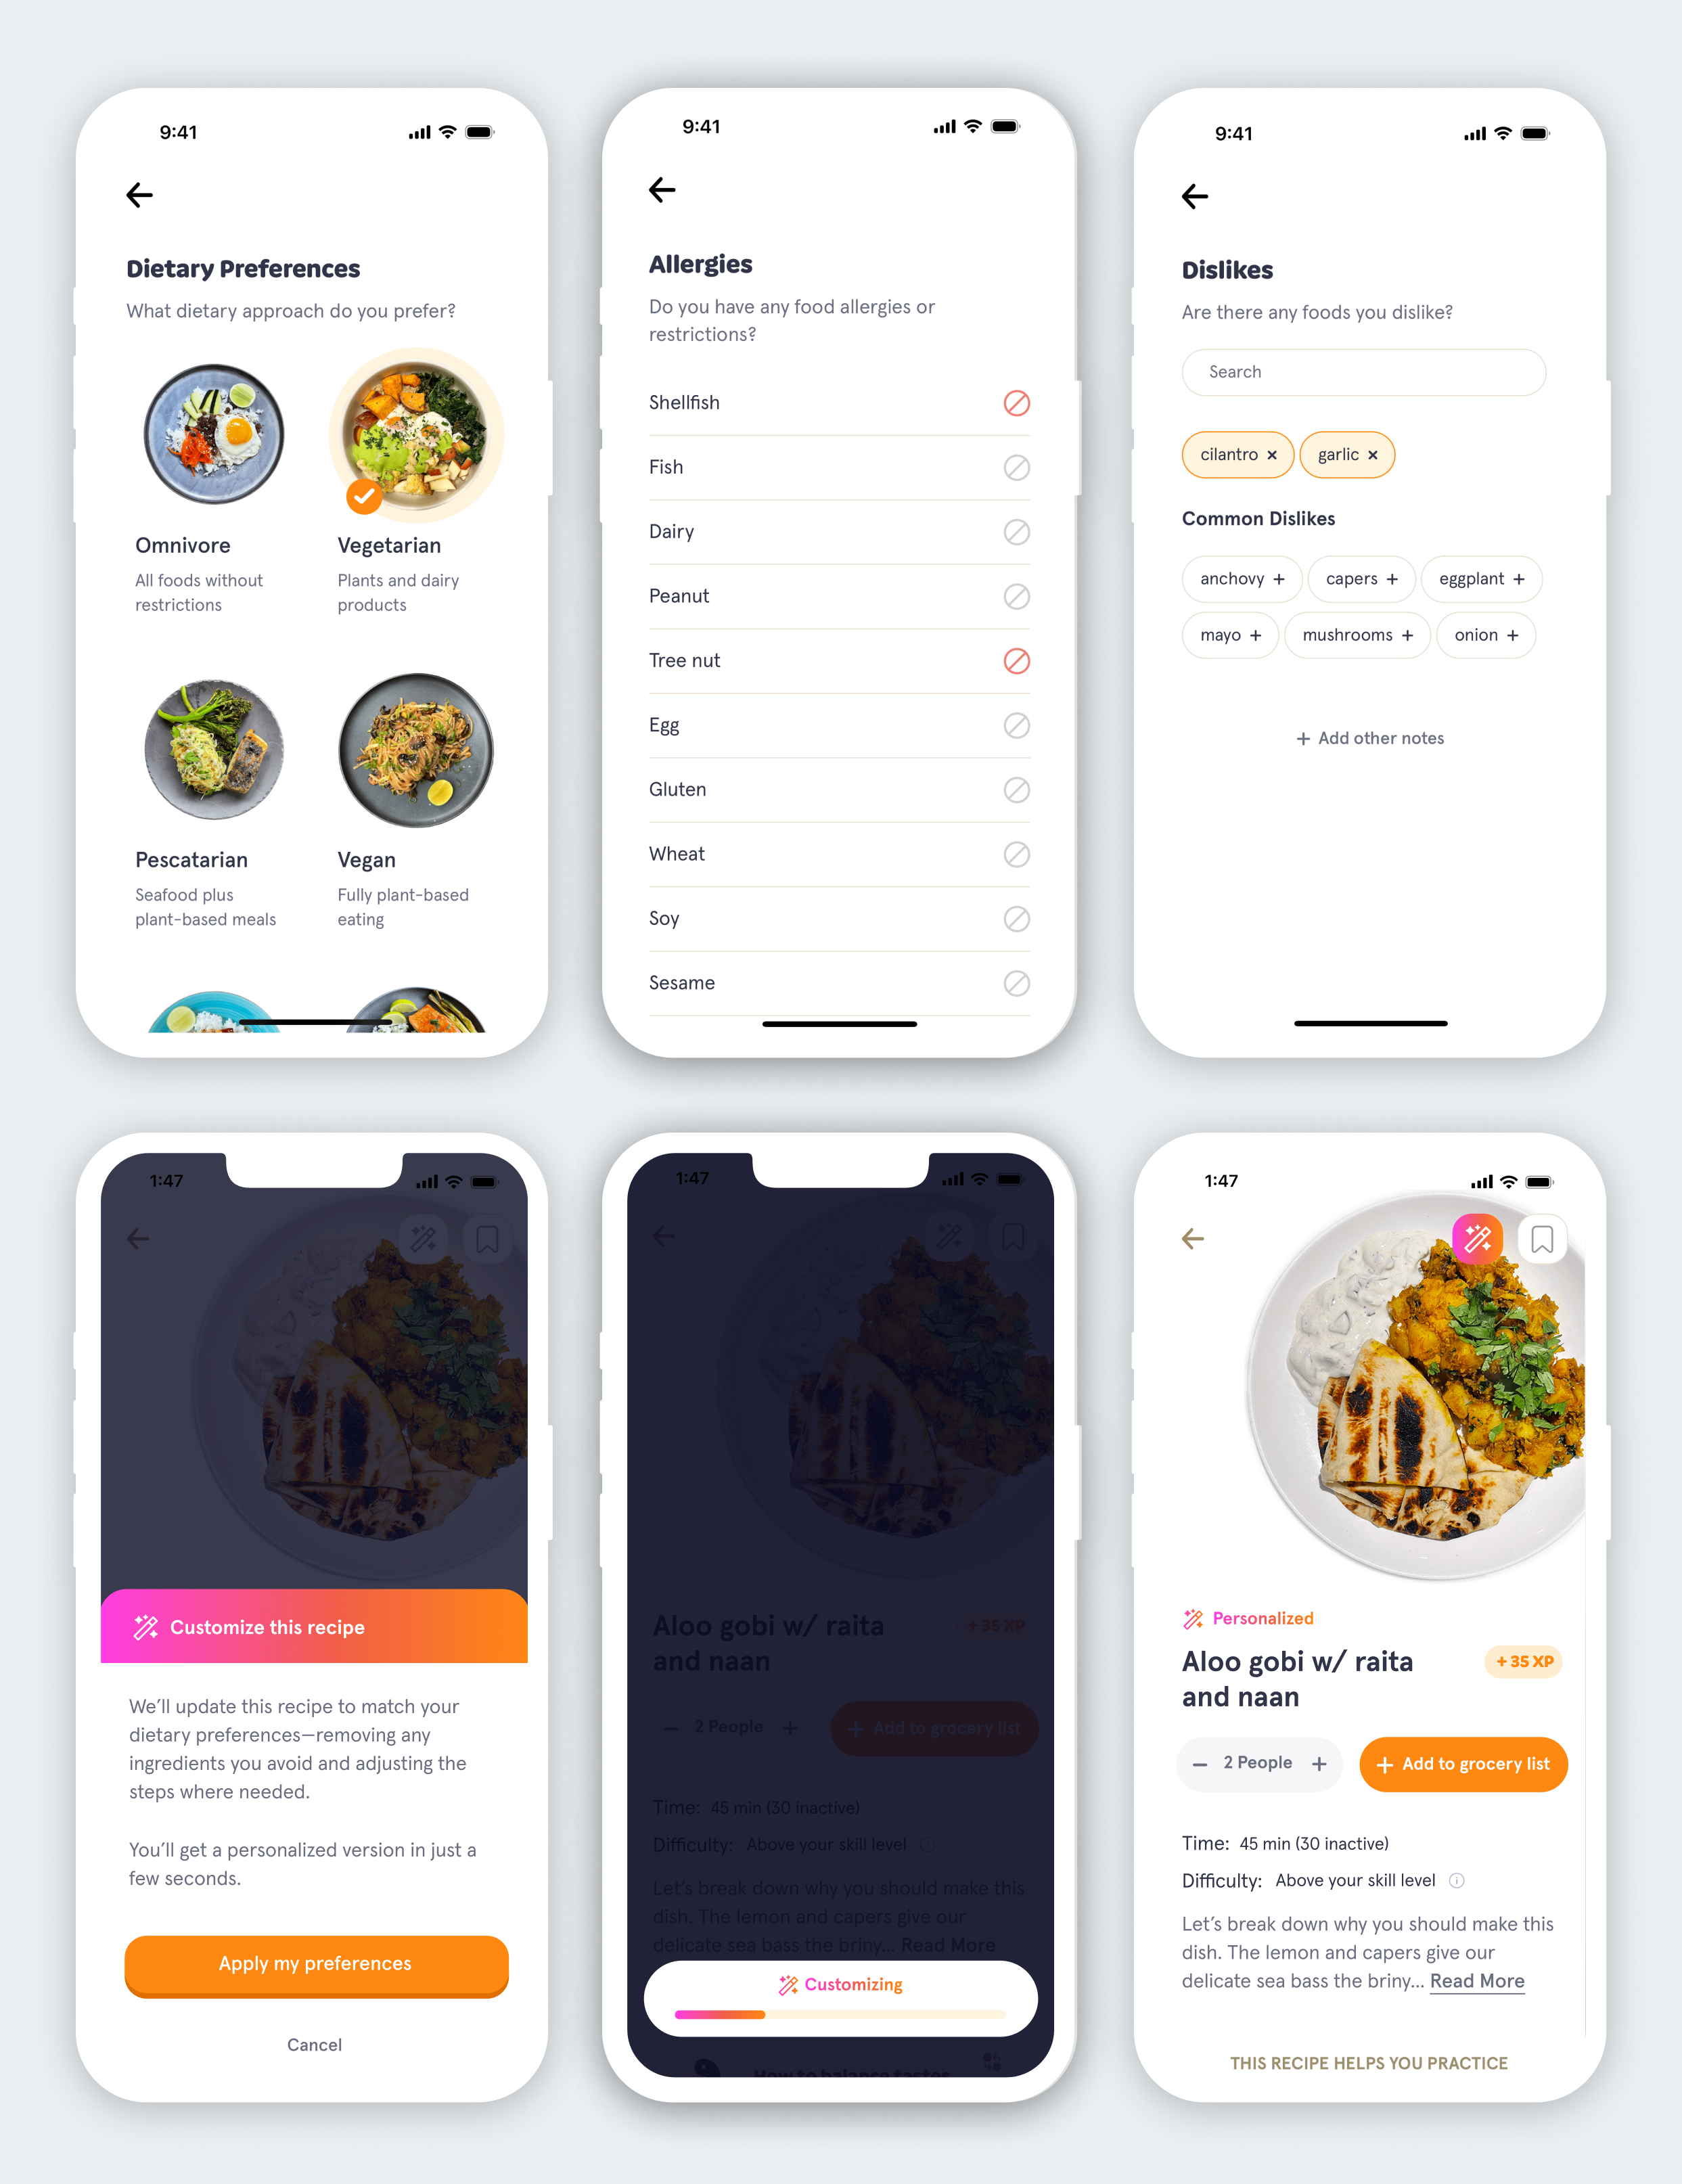 9:41
Dietary Preferences
What dietary approach do you prefer?
Omnivore
All foods without
restrictions
Vegetarian
Plants and dairy
products
Pescatarian
Seafood plus
plant-based meals
Vegan
Fully plant-based
eating
9:41
Allergies
Do you have any food allergies or
restrictions?
Shellfish
Fish
Dairy
Peanut
Tree nut
Egg
Gluten
Wheat
Soy
Sesame
9:41
Dislikes
Are there any foods you dislike?
Search
cilantro ×
garlic ×
Common Dislikes
anchovy +
capers +
eggplant +
mayo +
mushrooms +
onion +
+ Add other notes
1:47
Customize this recipe
We’ll update this recipe to match your
dietary preferences—removing any
ingredients you avoid and adjusting the
steps where needed.
You’ll get a personalized version in just a
few seconds.
Apply my preferences
Cancel
1:47
Aloo gobi w/ raita
and naan
+ 35 XP
− 2 People +
+ Add to grocery list
Time: 45 min (30 inactive)
Difficulty: Above your skill level
Let’s break down why you should make this
dish. The lemon and capers give our
delicate sea bass the briny... Read More
Customizing
How to balance tastes
1:47
Personalized
Aloo gobi w/ raita
and naan
+ 35 XP
− 2 People +
+ Add to grocery list
Time: 45 min (30 inactive)
Difficulty: Above your skill level
Let’s break down why you should make this
dish. The lemon and capers give our
delicate sea bass the briny... Read More
THIS RECIPE HELPS YOU PRACTICE